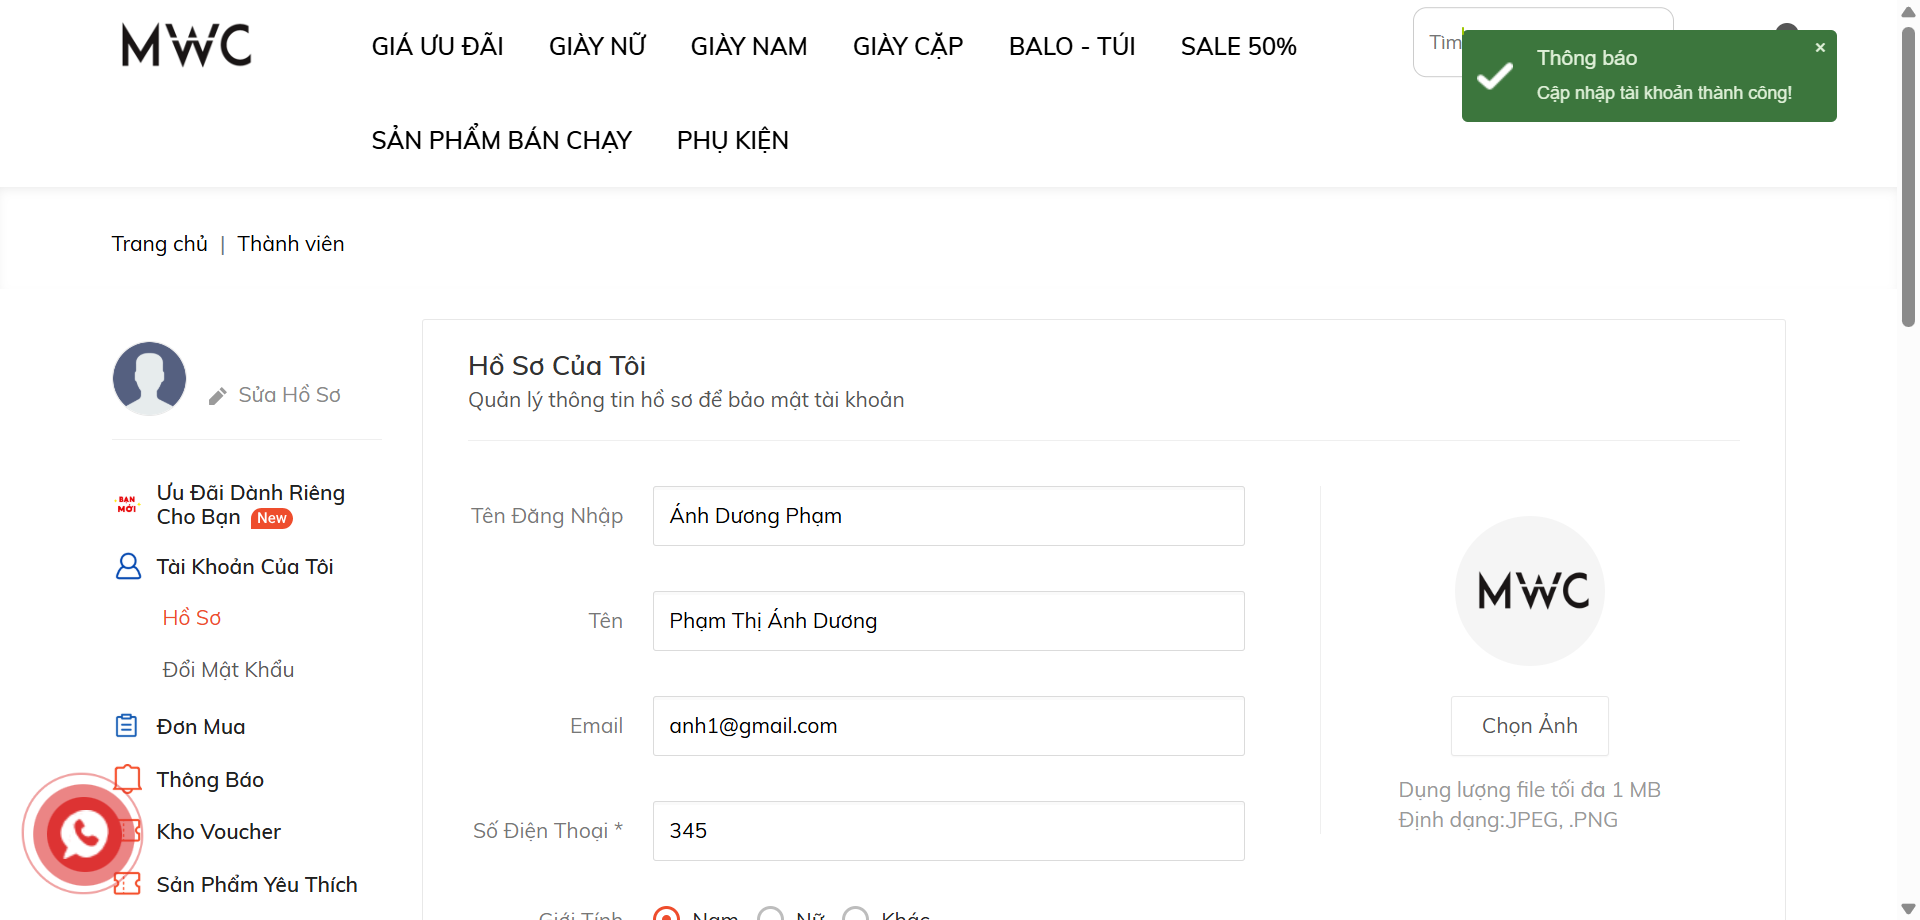 MWC
GIÁ ƯU ĐÃI GIÀY NỮ GIÀY NAM GIÀY CẶP BALO - TÚI SALE 50%
Tìm
Thông báo ×
Cập nhập tài khoản thành công!
SẢN PHẨM BÁN CHẠY PHỤ KIỆN
Trang chủ | Thành viên
Sửa Hồ Sơ
BẠN
MỚI
Ưu Đãi Dành Riêng
Cho Bạn New
Tài Khoản Của Tôi
Hồ Sơ
Đổi Mật Khẩu
Đơn Mua
Thông Báo
Kho Voucher
Sản Phẩm Yêu Thích
Hồ Sơ Của Tôi
Quản lý thông tin hồ sơ để bảo mật tài khoản
Tên Đăng Nhập Ánh Dương Phạm
Tên Phạm Thị Ánh Dương
Email anh1@gmail.com
Số Điện Thoại * 345
Giới Tính Nam Nữ Khác
MWC
Chọn Ảnh
Dụng lượng file tối đa 1 MB
Định dạng:JPEG, .PNG